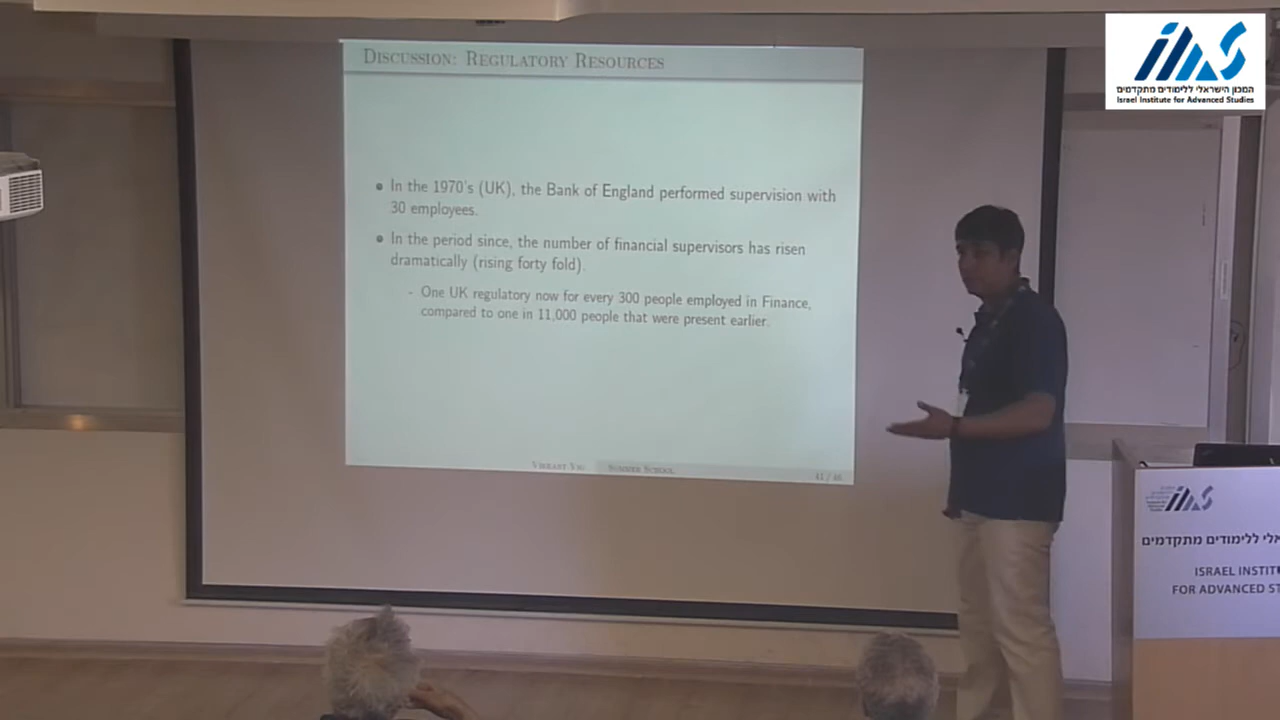 DISCUSSION: REGULATORY RESOURCES
• In the 1970's (UK), the Bank of England performed supervision with
30 employees.
• In the period since, the number of financial supervisors has risen
dramatically (rising forty fold).
- One UK regulatory now for every 300 people employed in Finance,
compared to one in 11,000 people that were present earlier.
VIKRANT VIG SUMMER SCHOOL
המכון הישראלי ללימודים מתקדמים
Israel Institute for Advanced Studies
ללימודים מתקדמים
ISRAEL INSTIT
FOR ADVANCED ST